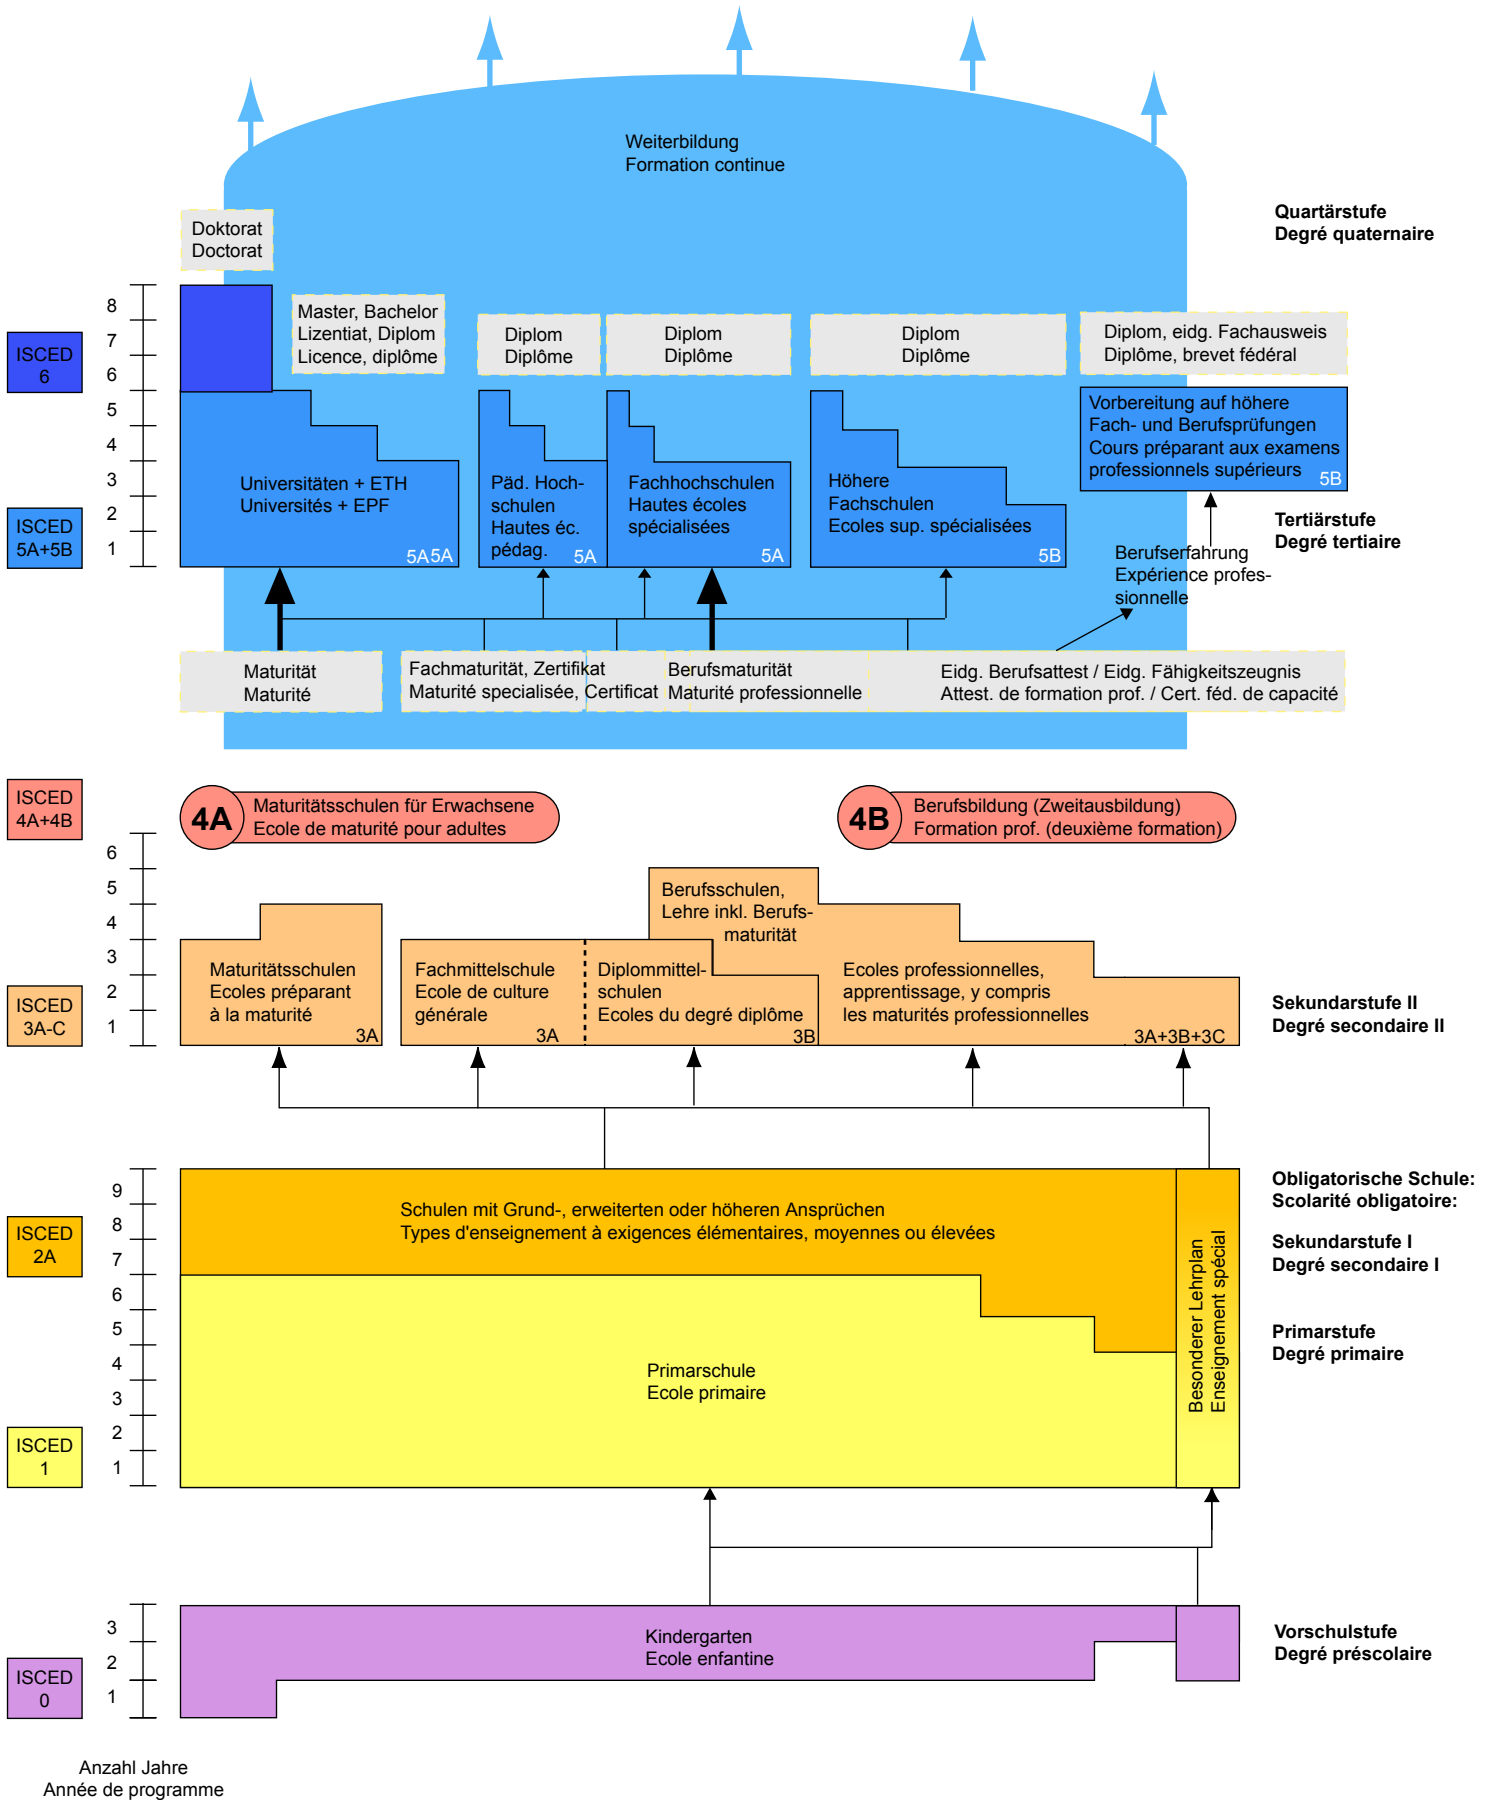 Weiterbildung
Formation continue
Quartärstufe
Degré quaternaire
Doktorat
Doctorat
8
7
6
5
4
3
2
1
ISCED
6
ISCED
5A+5B
Master, Bachelor
Lizentiat, Diplom
Licence, diplôme
Diplom
Diplôme
Diplom
Diplôme
Diplom
Diplôme
Diplom, eidg. Fachausweis
Diplôme, brevet fédéral
Universitäten + ETH
Universités + EPF
5A5A
Päd. Hoch-
schulen
Hautes éc.
pédag.
5A
Fachhochschulen
Hautes écoles
spécialisées
5A
Höhere
Fachschulen
Ecoles sup. spécialisées
5B
Vorbereitung auf höhere
Fach- und Berufsprüfungen
Cours préparant aux examens
professionnels supérieurs
5B
Tertiärstufe
Degré tertiaire
Berufserfahrung
Expérience profes-
sionnelle
Maturität
Maturité
Fachmaturität, Zertifikat
Maturité specialisée, Certificat
Berufsmaturität
Maturité professionnelle
Eidg. Berufsattest / Eidg. Fähigkeitszeugnis
Attest. de formation prof. / Cert. féd. de capacité
ISCED
4A+4B
4A
Maturitätsschulen für Erwachsene
Ecole de maturité pour adultes
4B
Berufsbildung (Zweitausbildung)
Formation prof. (deuxième formation)
6
5
4
3
2
1
ISCED
3A-C
Maturitätsschulen
Ecoles préparant
à la maturité
3A
Fachmittelschule
Ecole de culture
générale
3A
Diplommittel-
schulen
Ecoles du degré diplôme
3B
Berufsschulen,
Lehre inkl. Berufs-
maturität
Ecoles professionnelles,
apprentissage, y compris
les maturités professionnelles
3A+3B+3C
Sekundarstufe II
Degré secondaire II
9
8
7
6
5
4
3
2
1
ISCED
2A
ISCED
1
Schulen mit Grund-, erweiterten oder höheren Ansprüchen
Types d'enseignement à exigences élémentaires, moyennes ou élevées
Primarschule
Ecole primaire
Besonderer Lehrplan
Enseignement spécial
Obligatorische Schule:
Scolarité obligatoire:
Sekundarstufe I
Degré secondaire I
Primarstufe
Degré primaire
3
2
1
ISCED
0
Kindergarten
Ecole enfantine
Vorschulstufe
Degré préscolaire
Anzahl Jahre
Année de programme